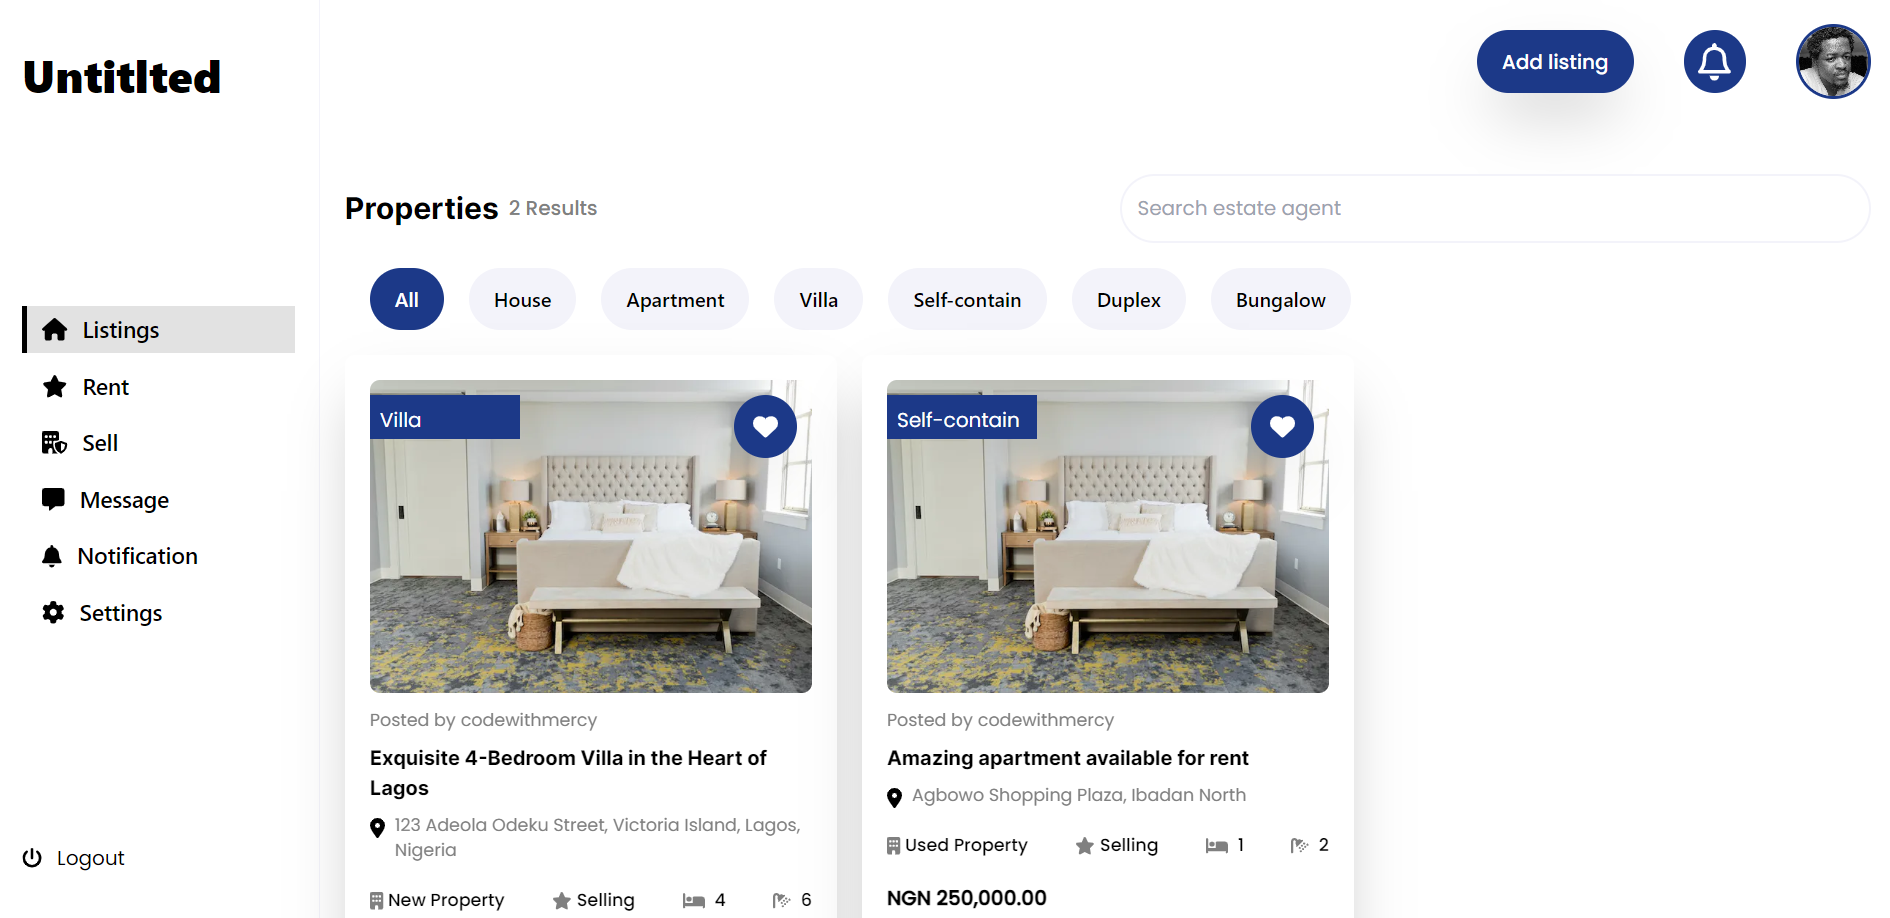 Untitlted
Add listing
Properties 2 Results
Search estate agent
All House Apartment Villa Self-contain Duplex Bungalow
Listings
Rent
Sell
Message
Notification
Settings
Logout
Villa
Posted by codewithmercy
Exquisite 4-Bedroom Villa in the Heart of
Lagos
123 Adeola Odeku Street, Victoria Island, Lagos,
Nigeria
New Property Selling 4 6
Self-contain
Posted by codewithmercy
Amazing apartment available for rent
Agbowo Shopping Plaza, Ibadan North
Used Property Selling 1 2
NGN 250,000.00